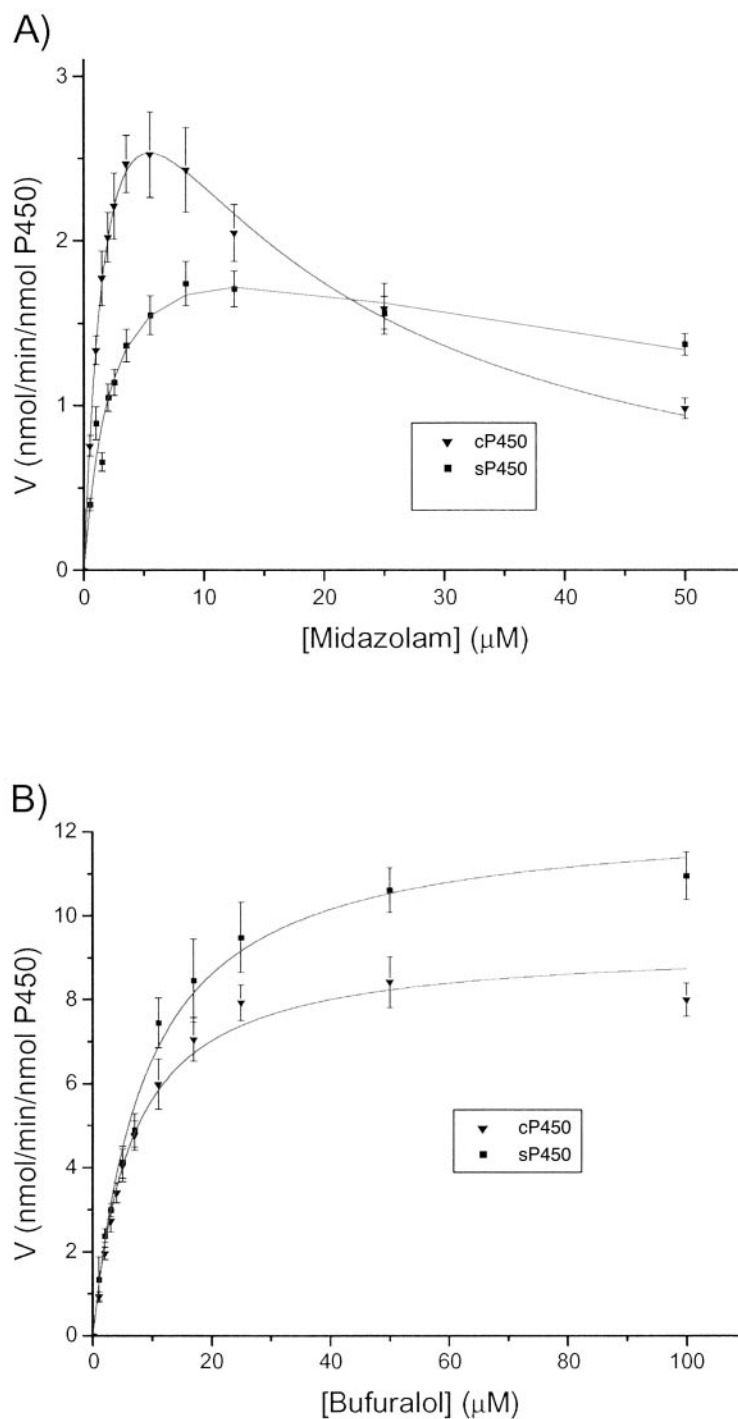 A)
V (nmol/min/nmol P450)
3
2
1
0
cP450
sP450
0 10 20 30 40 50
[Midazolam] (μM)
B)
V (nmol/min/nmol P450)
12
10
8
6
4
2
0
cP450
sP450
0 20 40 60 80 100
[Bufuralol] (μM)